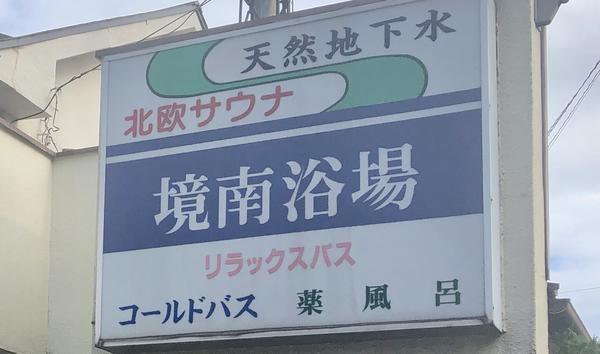 天然地下水
北欧サウナ
境南浴場
リラックスバス
コールドバス 薬風呂